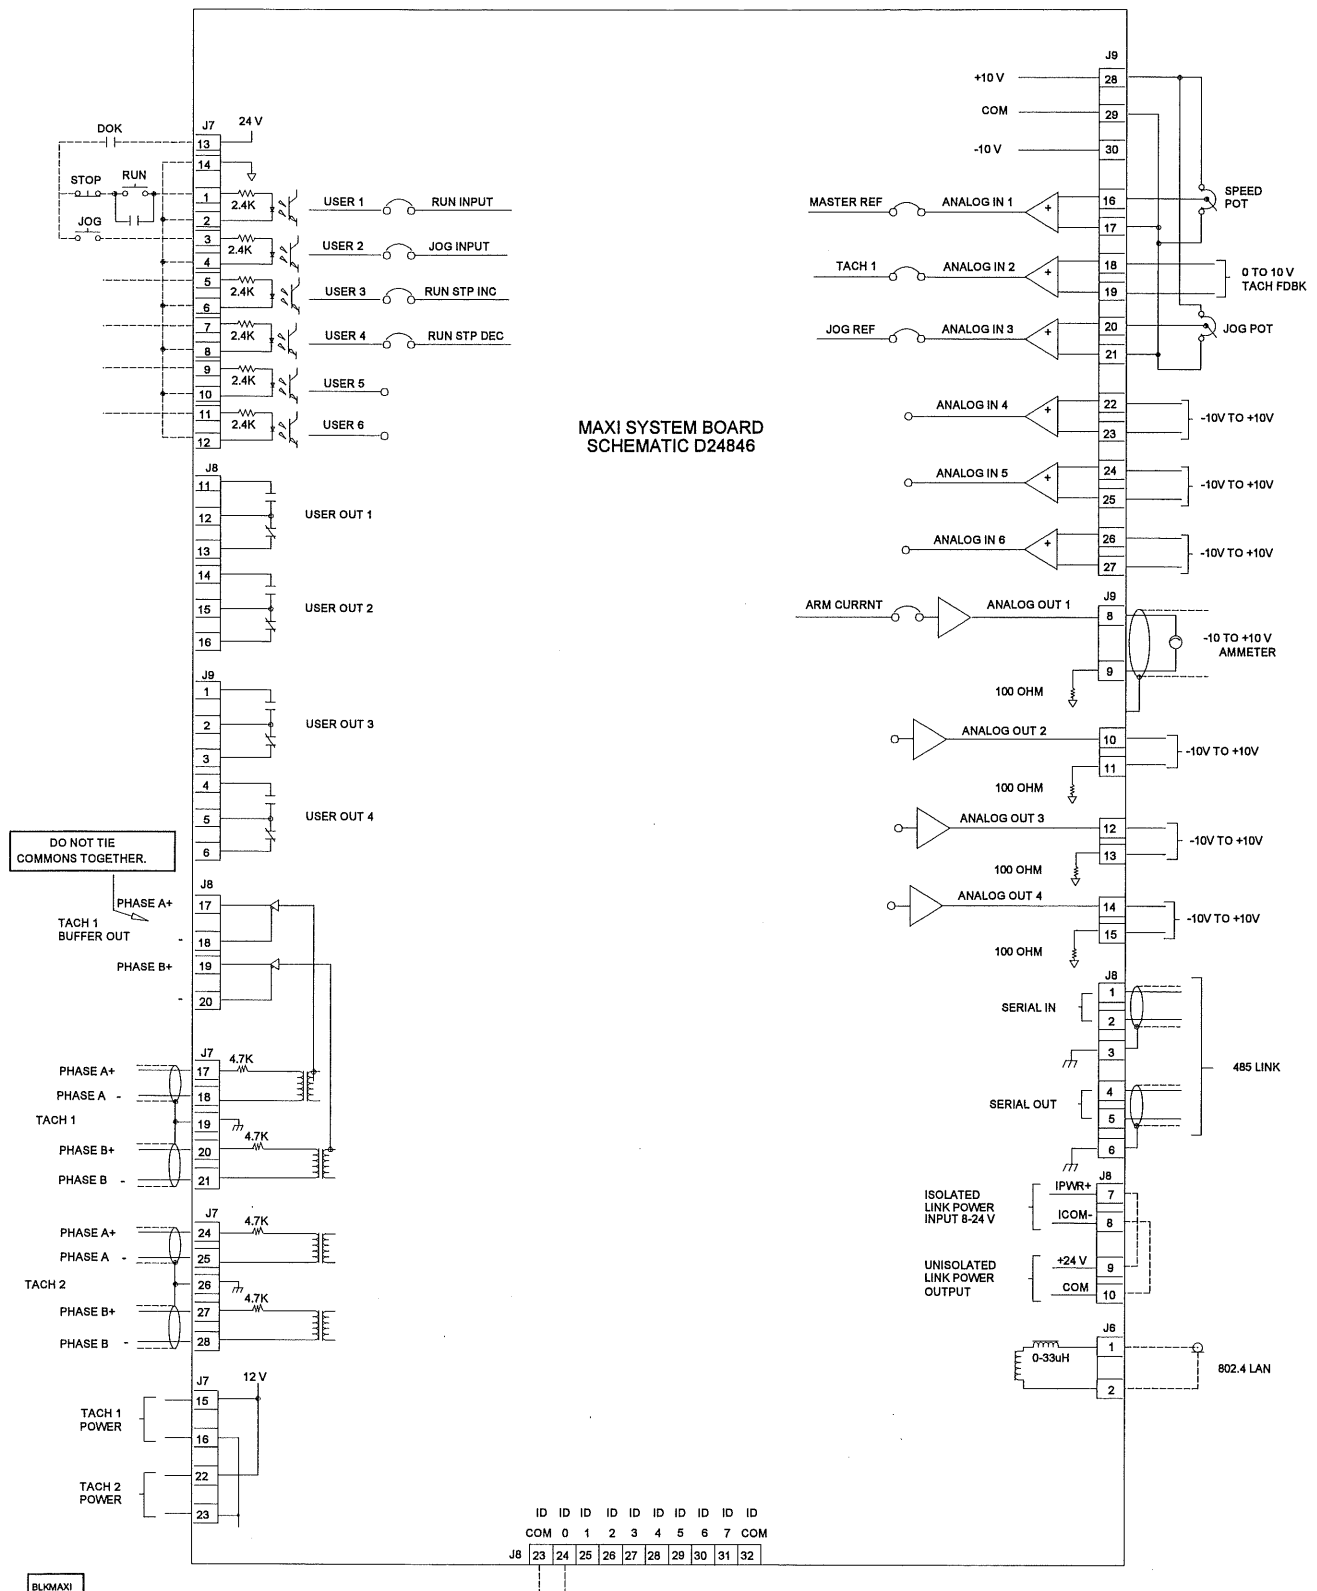 J9
+10 V 28
COM 29
-10 V 30
DOK
J7 24 V
13
14
STOP RUN
1 2.4K USER 1 RUN INPUT
2
JOG
3 2.4K USER 2 JOG INPUT
4
5 2.4K USER 3 RUN STP INC
6
7 2.4K USER 4 RUN STP DEC
8
9 2.4K USER 5
10
11 2.4K USER 6
12
MASTER REF ANALOG IN 1 + 16
17
SPEED
POT
TACH 1 ANALOG IN 2 + 18
19
0 TO 10 V
TACH FDBK
JOG REF ANALOG IN 3 + 20
21
JOG POT
ANALOG IN 4 + 22
23
-10V TO +10V
ANALOG IN 5 + 24
25
-10V TO +10V
ANALOG IN 6 + 26
27
-10V TO +10V
MAXI SYSTEM BOARD
SCHEMATIC D24846
J8
11
12 USER OUT 1
13
14
15 USER OUT 2
16
J9
1
2 USER OUT 3
3
4
5 USER OUT 4
6
J9
ARM CURRNT ANALOG OUT 1 8
9
-10 TO +10 V
AMMETER
100 OHM
ANALOG OUT 2 10
11
-10V TO +10V
100 OHM
ANALOG OUT 3 12
13
-10V TO +10V
100 OHM
ANALOG OUT 4 14
15
-10V TO +10V
100 OHM
DO NOT TIE
COMMONS TOGETHER.
J8
PHASE A+ 17
TACH 1
BUFFER OUT
- 18
PHASE B+ 19
- 20
J7
PHASE A+ 17 4.7K
PHASE A - 18
TACH 1 19
PHASE B+ 20 4.7K
PHASE B - 21
J7
PHASE A+ 24 4.7K
PHASE A - 25
TACH 2 26
PHASE B+ 27 4.7K
PHASE B - 28
J7 12 V
15
TACH 1
POWER
16
22
TACH 2
POWER
23
J8
SERIAL IN 1
2
3
485 LINK
SERIAL OUT 4
5
6
J8
ISOLATED
LINK POWER
INPUT 8-24 V
IPWR+ 7
ICOM- 8
UNISOLATED
LINK POWER
OUTPUT
+24 V 9
COM 10
J6
1
0-33uH
2
802.4 LAN
ID ID ID ID ID ID ID ID ID ID
COM 0 1 2 3 4 5 6 7 COM
J8 23 24 25 26 27 28 29 30 31 32
BLKMAXI